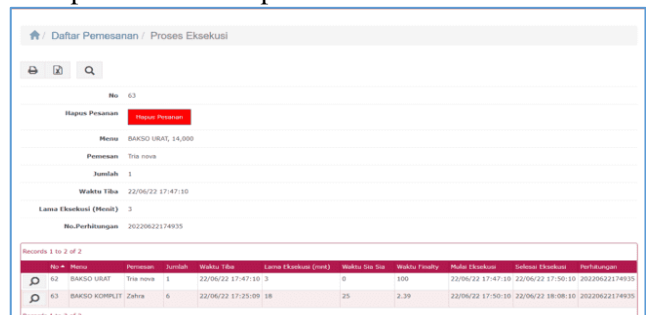 Daftar Pemesanan / Proses Eksekusi
No 63
Hapus Pesanan Hapus Pesanan
Menu BAKSO URAT, 14,000
Pemesan Tria nova
Jumlah 1
Waktu Tiba 22/06/22 17:47:10
Lama Eksekusi (Menit) 3
No.Perhitungan 20220622174935
Records 1 to 2 of 2
No Menu Pemesan Jumlah Waktu Tiba Lama Eksekusi (mnt) Waktu Sia Sia Waktu Finalty Mulai Eksekusi Selesai Eksekusi Perhitungan
62 BAKSO URAT Tria nova 1 22/06/22 17:47:10 3 0 100 22/06/22 17:47:10 22/06/22 17:50:10 20220622174935
63 BAKSO KOMPLIT Zahra 6 22/06/22 17:25:09 18 25 2.39 22/06/22 17:50:10 22/06/22 18:08:10 20220622174935